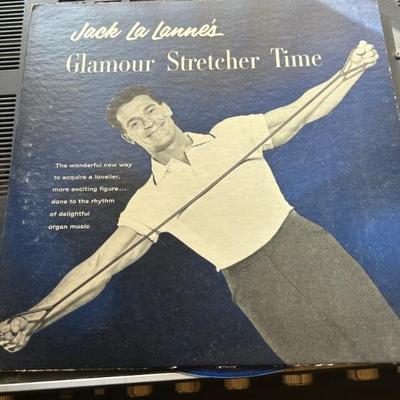 Jack La Lanne's
Glamour Stretcher Time
The wonderful new way
to acquire a lovelier,
more exciting figure...
done to the rhythm
of delightful
organ music